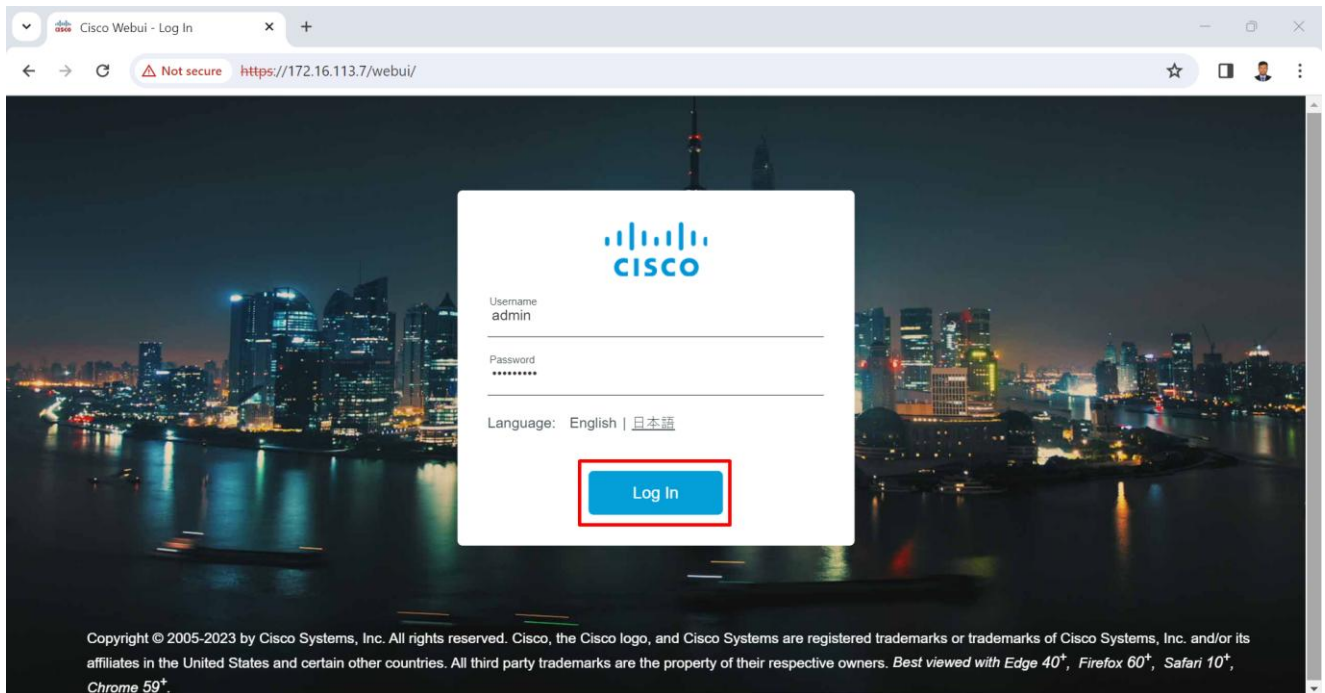 CISCO
Cisco Webui - Log In
Not secure https://172.16.113.7/webui/
CISCO
Username
admin
Password
•••••••••
Language: English | 日本語
Log In
Copyright © 2005-2023 by Cisco Systems, Inc. All rights reserved. Cisco, the Cisco logo, and Cisco Systems are registered trademarks or trademarks of Cisco Systems, Inc. and/or its
affiliates in the United States and certain other countries. All third party trademarks are the property of their respective owners. Best viewed with Edge 40+, Firefox 60+, Safari 10+,
Chrome 59+.